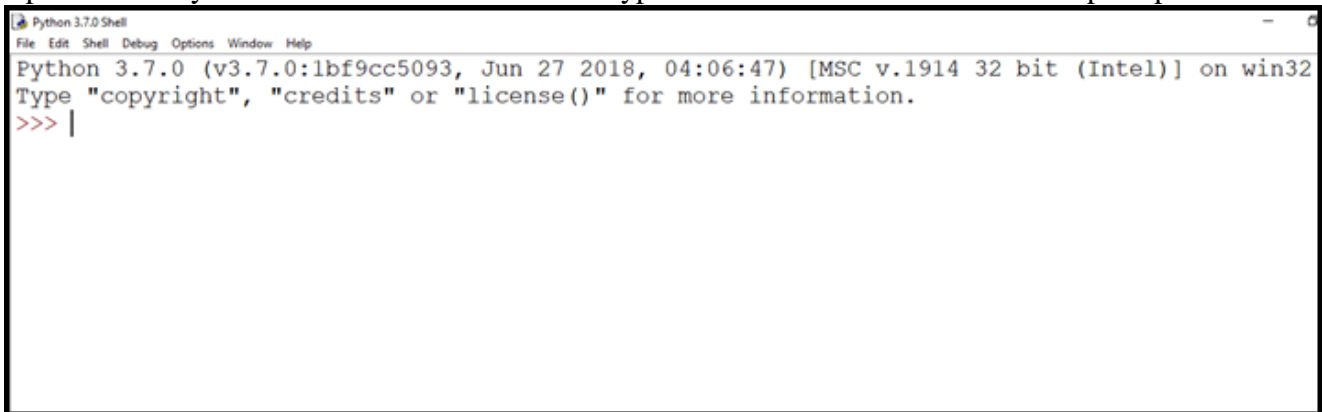 Python 3.7.0 Shell
File Edit Shell Debug Options Window Help
Python 3.7.0 (v3.7.0:1bf9cc5093, Jun 27 2018, 04:06:47) [MSC v.1914 32 bit (Intel)] on win32
Type "copyright", "credits" or "license()" for more information.
>>>